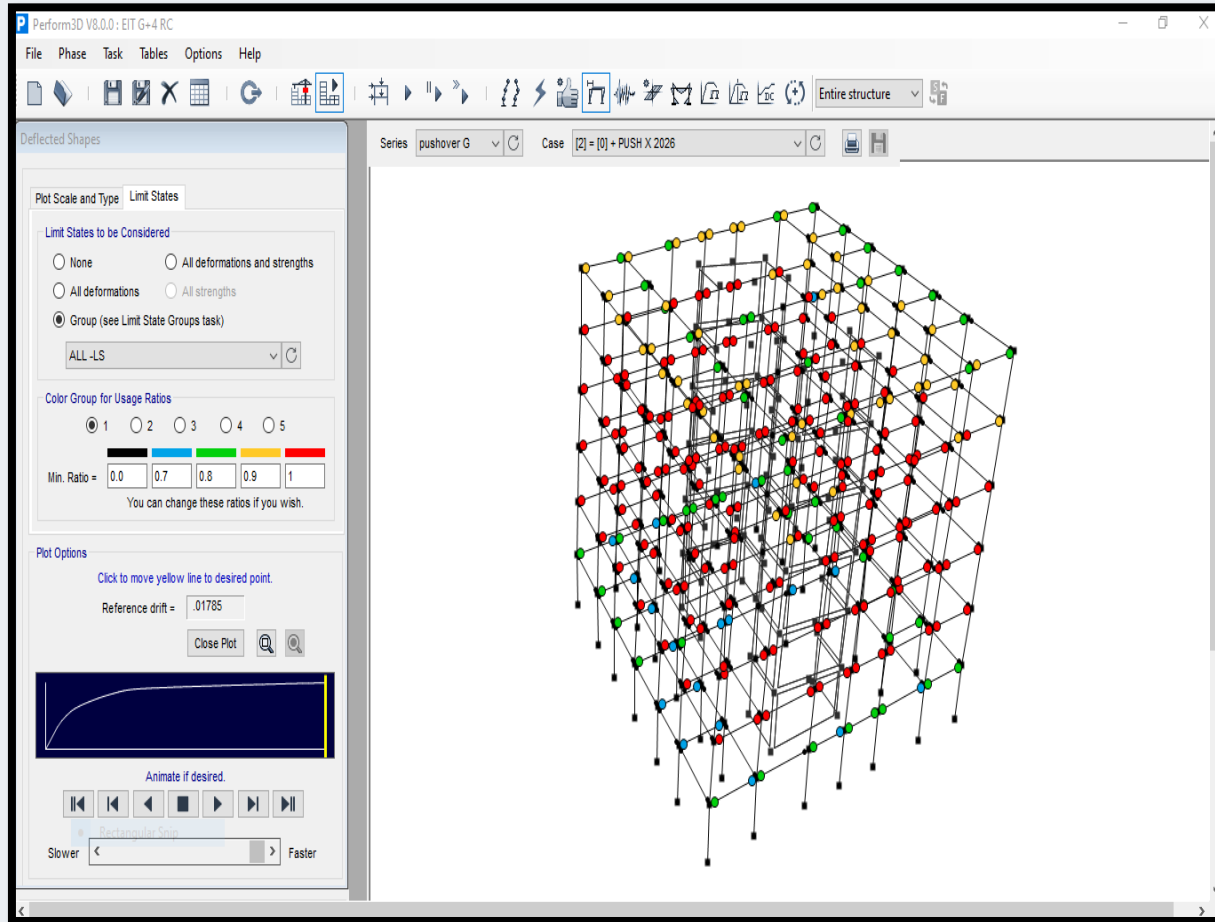 Perform3D V8.0.0 : EIT G+4 RC
File Phase Task Tables Options Help
Entire structure
Deflected Shapes
Series pushover G Case [2] = [0] + PUSH X 2026
Plot Scale and Type Limit States
Limit States to be Considered
None All deformations and strengths
All deformations All strengths
Group (see Limit State Groups task)
ALL -LS
Color Group for Usage Ratios
1 2 3 4 5
Min. Ratio = 0.0 0.7 0.8 0.9 1
You can change these ratios if you wish.
Plot Options
Click to move yellow line to desired point.
Reference drift = .01785
Close Plot
Animate if desired.
Rectangular Snip
Slower Faster